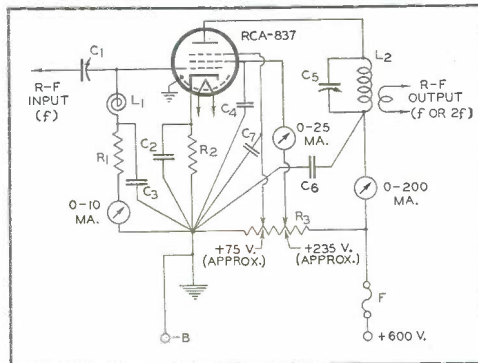 RCA-837
C1
L2
C5
R-F
INPUT
(f)
L1
R-F
OUTPUT
(f OR 2f)
C4
0-25
MA.
R1
C2
R2
C7
C3
C6
0-10
MA.
0-200
MA.
R3
+75 V.
(APPROX.)
+235 V.
(APPROX.)
F
-B
+600 V.